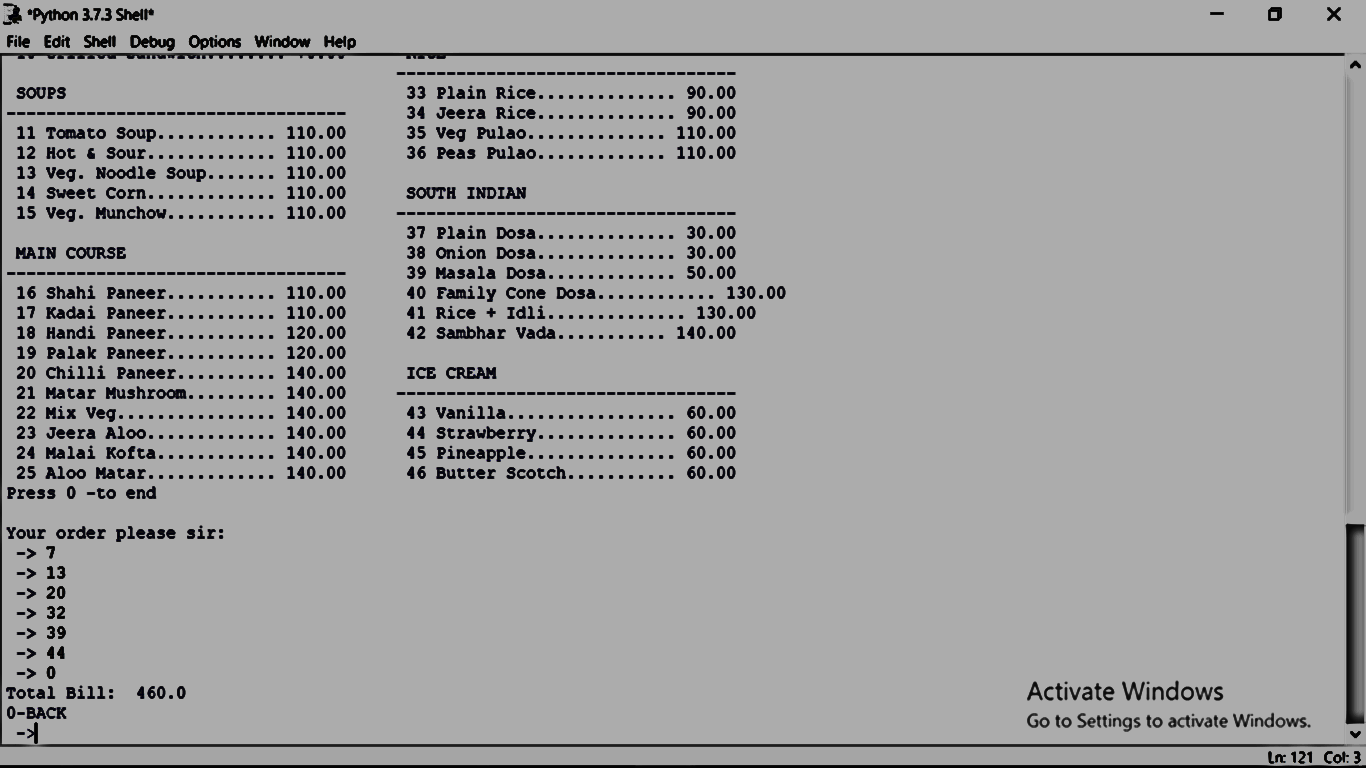 *Python 3.7.3 Shell*
File Edit Shell Debug Options Window Help
SOUPS
----------------------------------
11 Tomato Soup............ 110.00
12 Hot & Sour............. 110.00
13 Veg. Noodle Soup....... 110.00
14 Sweet Corn............. 110.00
15 Veg. Munchow........... 110.00
MAIN COURSE
----------------------------------
16 Shahi Paneer........... 110.00
17 Kadai Paneer........... 110.00
18 Handi Paneer........... 120.00
19 Palak Paneer........... 120.00
20 Chilli Paneer.......... 140.00
21 Matar Mushroom......... 140.00
22 Mix Veg................ 140.00
23 Jeera Aloo............. 140.00
24 Malai Kofta............ 140.00
25 Aloo Matar............. 140.00
----------------------------------
33 Plain Rice.............. 90.00
34 Jeera Rice.............. 90.00
35 Veg Pulao.............. 110.00
36 Peas Pulao............. 110.00
SOUTH INDIAN
----------------------------------
37 Plain Dosa.............. 30.00
38 Onion Dosa.............. 30.00
39 Masala Dosa............. 50.00
40 Family Cone Dosa............ 130.00
41 Rice + Idli.............. 130.00
42 Sambhar Vada............ 140.00
ICE CREAM
----------------------------------
43 Vanilla................. 60.00
44 Strawberry.............. 60.00
45 Pineapple............... 60.00
46 Butter Scotch........... 60.00
Press 0 -to end
Your order please sir:
-> 7
-> 13
-> 20
-> 32
-> 39
-> 44
-> 0
Total Bill:  460.0
0-BACK
->
Activate Windows
Go to Settings to activate Windows.
Ln: 121 Col: 3